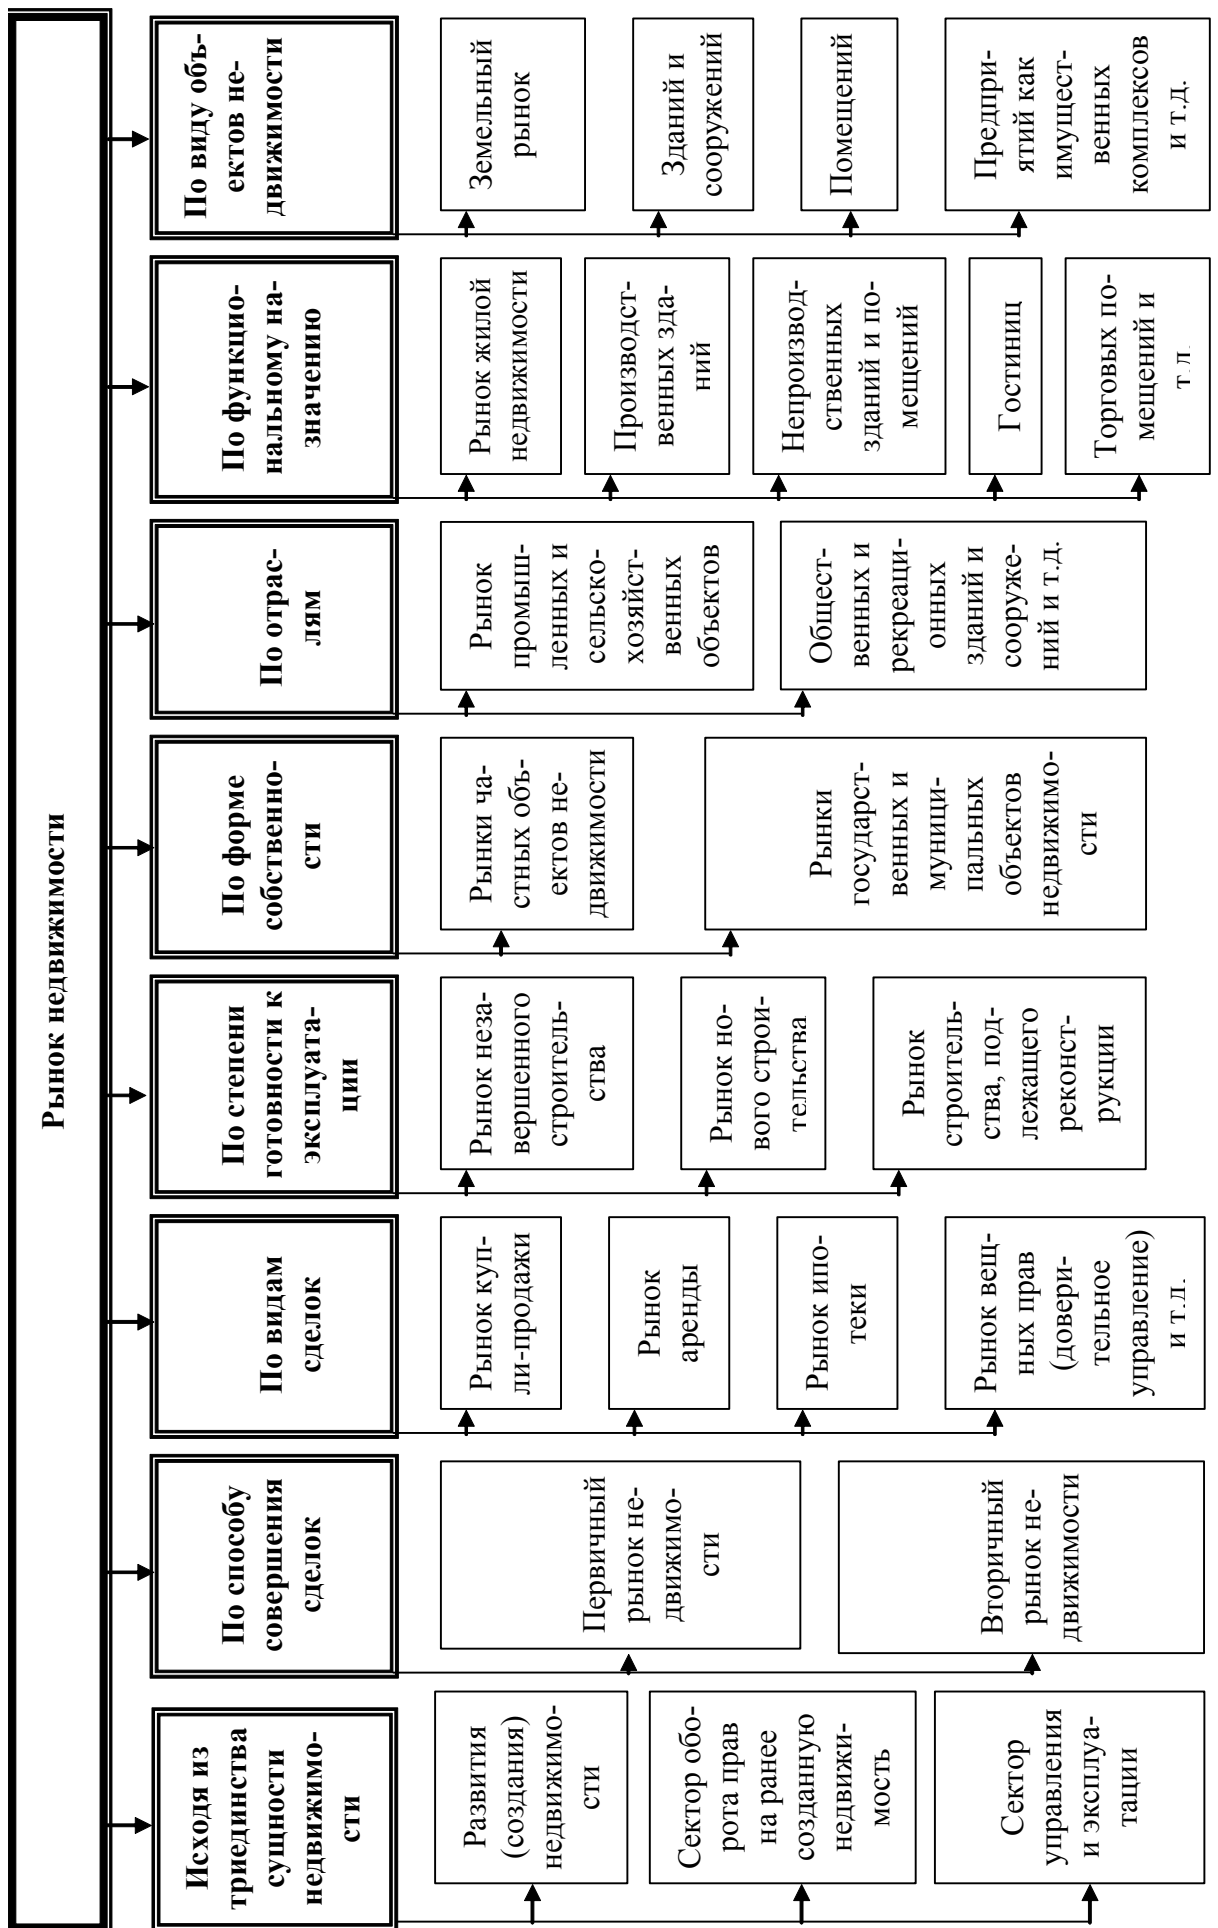 Рынок недвижимости
Исходя из
триединства
сущности
недвижимо-
сти
По способу
совершения
сделок
По видам
сделок
По степени
готовности к
эксплуата-
ции
По форме
собственно-
сти
По отрас-
лям
По функцио-
нальному на-
значению
По виду объ-
ектов не-
движимости
Развития
(создания)
недвижимо-
сти
Сектор обо-
рота прав
на ранее
созданную
недвижи-
мость
Сектор
управления
и эксплуа-
тации
Первичный
рынок не-
движимо-
сти
Вторичный
рынок не-
движимости
Рынок куп-
ли-продажи
Рынок
аренды
Рынок ипо-
теки
Рынок вещ-
ных прав
(довери-
тельное
управление)
и т.д.
Рынок неза-
вершенного
строитель-
ства
Рынок но-
вого строи-
тельства
Рынок
строитель-
ства, под-
лежащего
реконст-
рукции
Рынки ча-
стных объ-
ектов не-
движимости
Рынки
государст-
венных и
муници-
пальных
объектов
недвижимо-
сти
Рынок
промыш-
ленных и
сельско-
хозяйст-
венных
объектов
Общест-
венных и
рекреаци-
онных
зданий и
сооруже-
ний и т.д.
Рынок жилой
недвижимости
Производст-
венных зда-
ний
Непроизвод-
ственных
зданий и по-
мещений
Гостиниц
Торговых по-
мещений и
т.д.
Земельный
рынок
Зданий и
сооружений
Помещений
Предпри-
ятий как
имущест-
венных
комплексов
и т.д.